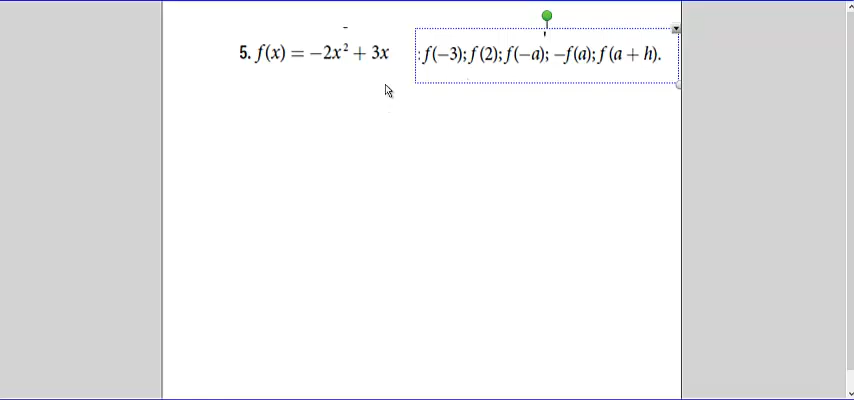 5. f(x) = −2x² + 3x : f(−3); f(2); f(−a); −f(a); f(a + h).